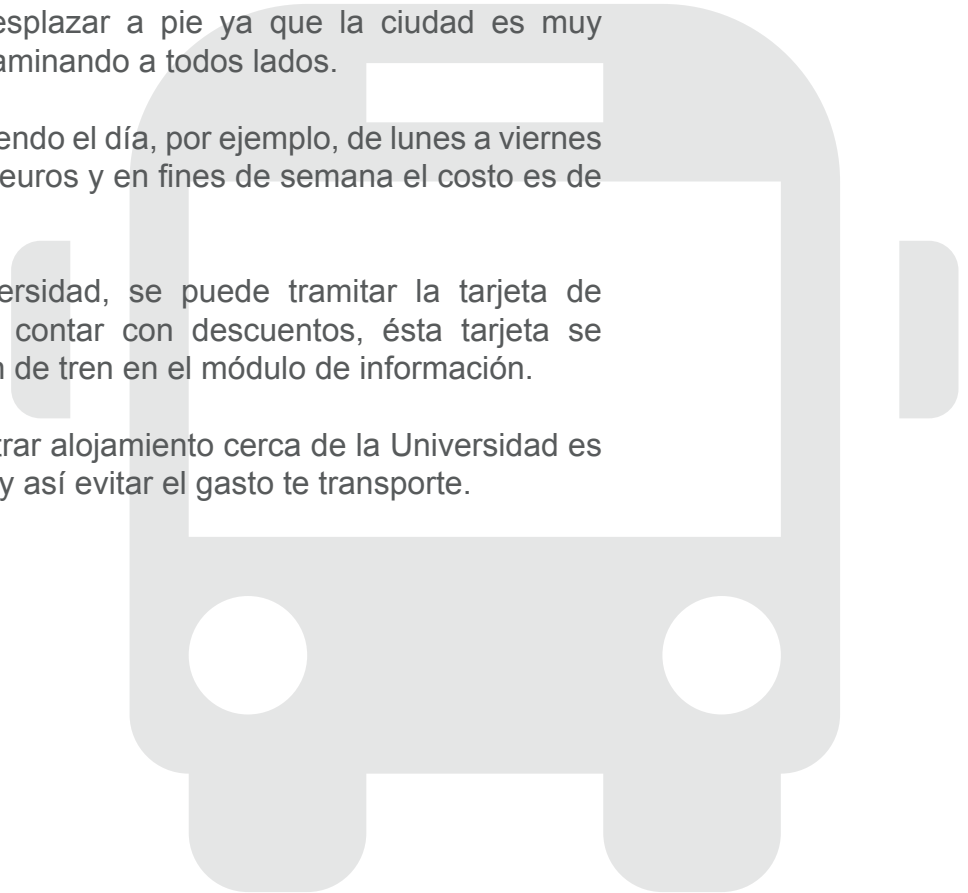 esplazar a pie ya que la ciudad es muy
aminando a todos lados.
endo el día, por ejemplo, de lunes a viernes
euros y en fines de semana el costo es de
ersidad, se puede tramitar la tarjeta de
contar con descuentos, ésta tarjeta se
de tren en el módulo de información.
trar alojamiento cerca de la Universidad es
y así evitar el gasto te transporte.